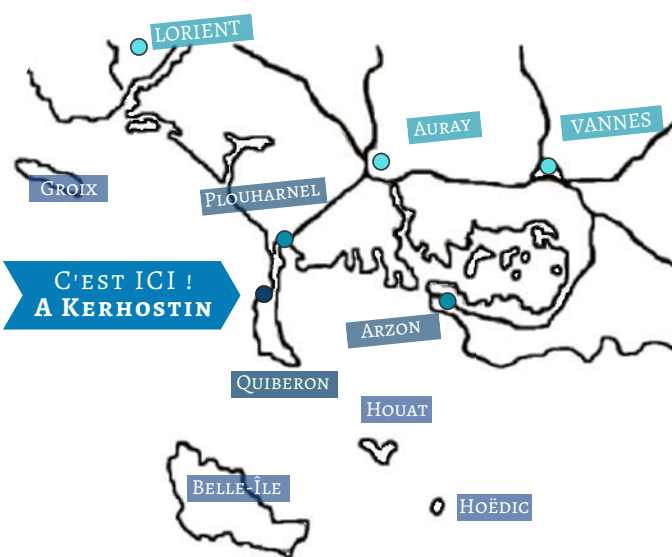 LORIENT
Auray
VANNES
Groix
Plouharnel
C'est ICI !
A Kerhostin
Arzon
Quiberon
Houat
Belle-Île
Hoëdic